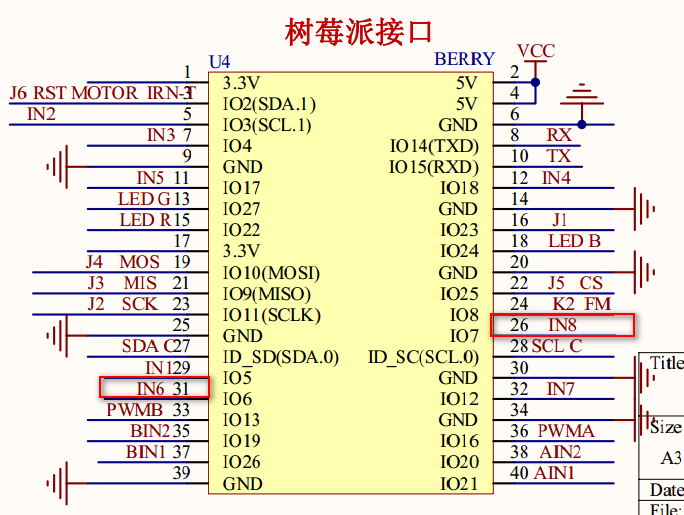 树莓派接口
U4 BERRY VCC
1 3.3V 5V 2
J6 RST MOTOR IRN-T 3 IO2(SDA.1) 5V 4
IN2 5 IO3(SCL.1) GND 6
IN3 7 IO4 IO14(TXD) 8 RX
9 GND IO15(RXD) 10 TX
IN5 11 IO17 IO18 12 IN4
LED G 13 IO27 GND 14
LED R 15 IO22 IO23 16 J1
17 3.3V IO24 18 LED B
J4 MOS 19 IO10(MOSI) GND 20
J3 MIS 21 IO9(MISO) IO25 22 J5 CS
J2 SCK 23 IO11(SCLK) IO8 24 K2 FM
25 GND IO7 26 IN8
SDA C 27 ID_SD(SDA.0) ID_SC(SCL.0) 28 SCL C
IN1 29 IO5 GND 30
IN6 31 IO6 IO12 32 IN7
PWMB 33 IO13 GND 34
BIN2 35 IO19 IO16 36 PWMA
BIN1 37 IO26 IO20 38 AIN2
39 GND IO21 40 AIN1
Title
Size
A3
Date
File: